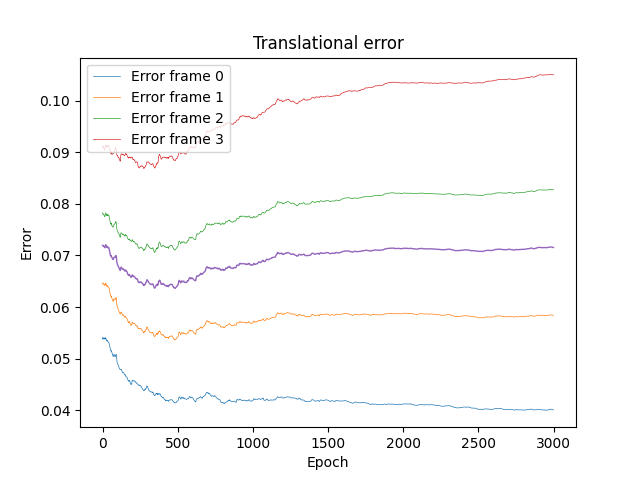 Translational error
Error frame 0
Error frame 1
Error frame 2
Error frame 3
0.10
0.09
0.08
0.07
0.06
0.05
0.04
Error
0
500
1000
1500
2000
2500
3000
Epoch